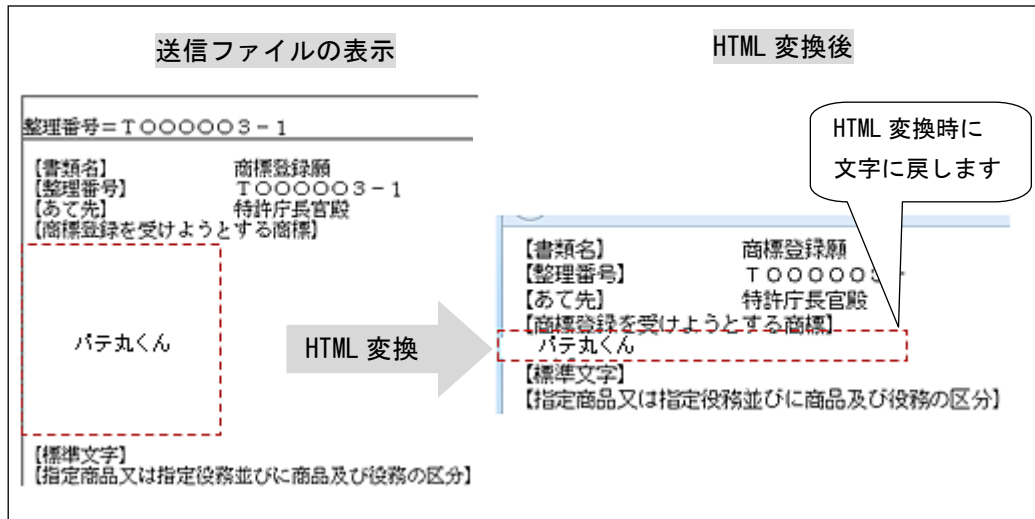 送信ファイルの表示
整理番号=T000003-1
【書類名】 商標登録願
【整理番号】 T000003-1
【あて先】 特許庁長官殿
【商標登録を受けようとする商標】
パテ丸くん
【標準文字】
【指定商品又は指定役務並びに商品及び役務の区分】
HTML 変換
HTML 変換後
HTML 変換時に
文字に戻します
【書類名】 商標登録願
【整理番号】 T000003-
【あて先】 特許庁長官殿
【商標登録を受けようとする商標】
パテ丸くん
【標準文字】
【指定商品又は指定役務並びに商品及び役務の区分】